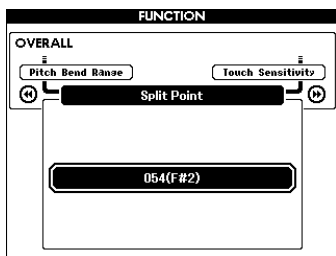 FUNCTION
OVERALL
Pitch Bend Range
Touch Sensitivity
Split Point
054(F#2)